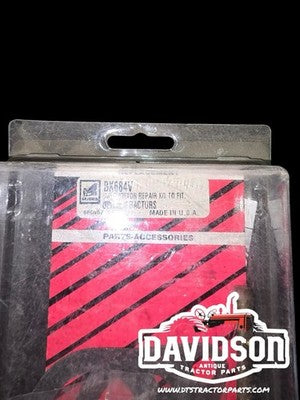 REPLACEMENT
BK664V
REPAIR KIT TO FIT
TRACTORS
MADE IN U.S.A.
PARTS-ACCESSORIES
DAVIDSON
ANTIQUE
TRACTOR PARTS
WWW.DTSTRACTORPARTS.COM